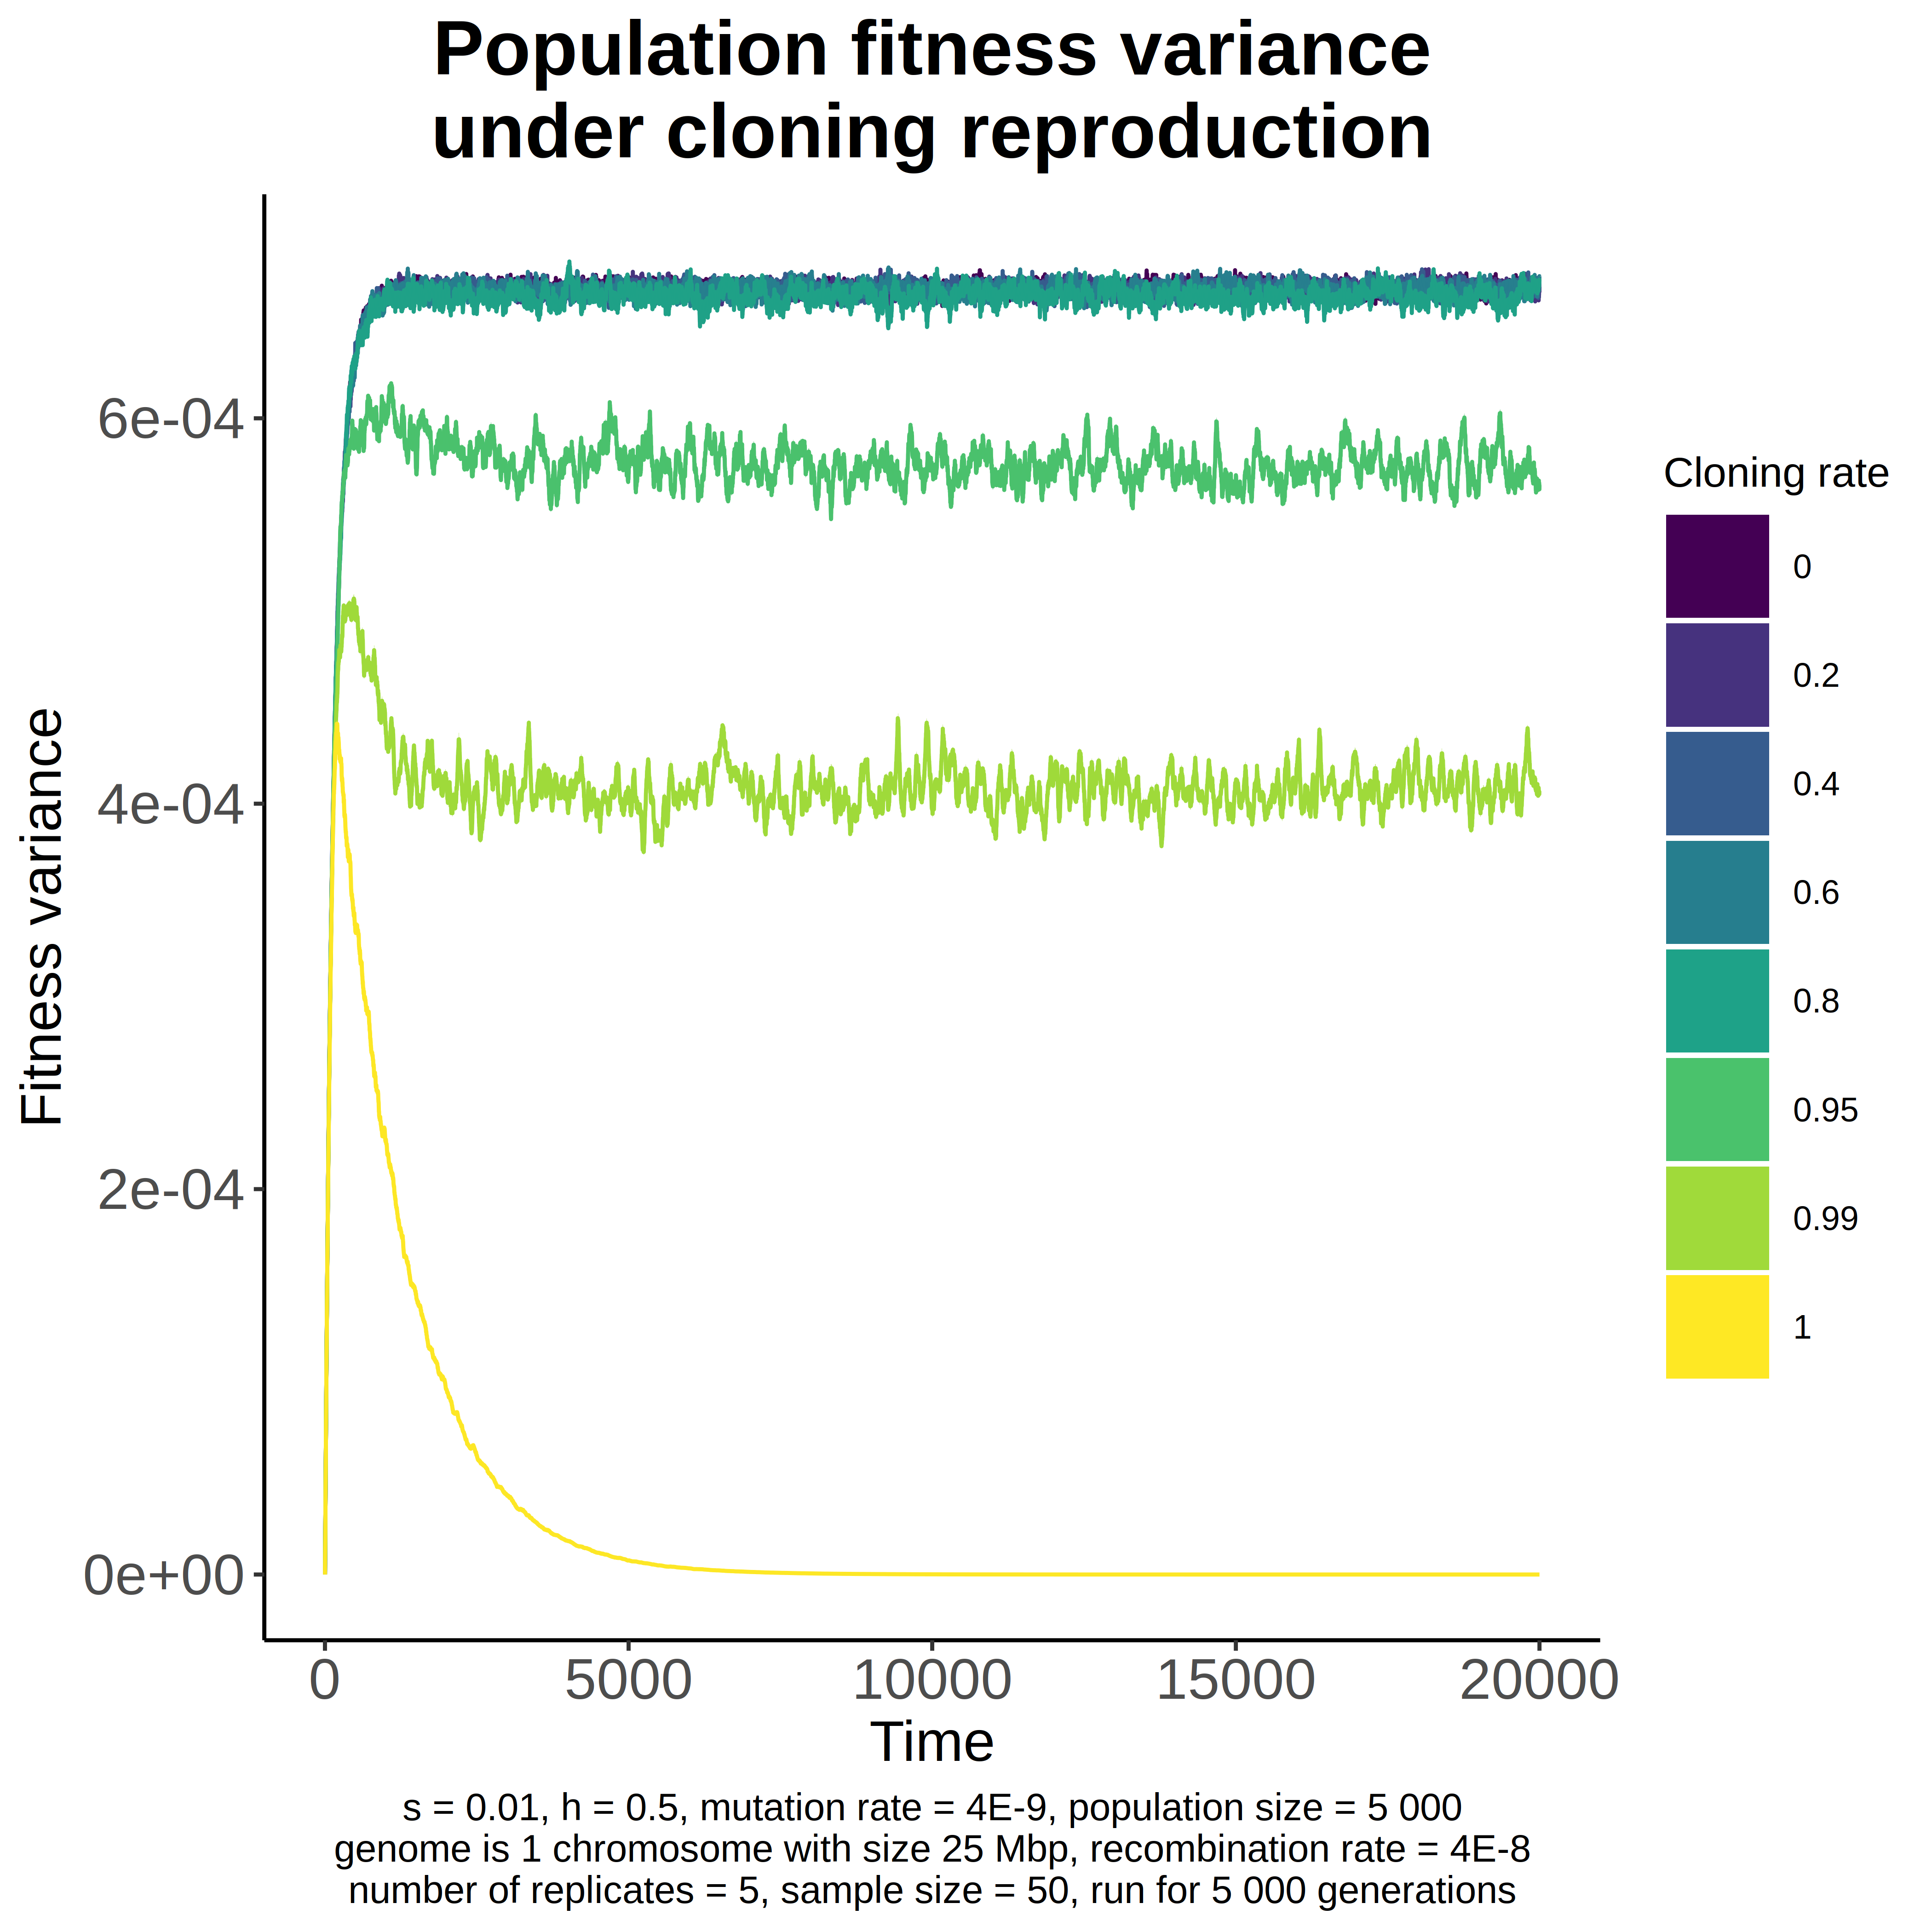 Population fitness variance
under cloning reproduction
Fitness variance
6e-04
4e-04
2e-04
0e+00
0
5000
10000
15000
20000
Time
Cloning rate
0
0.2
0.4
0.6
0.8
0.95
0.99
1
s = 0.01, h = 0.5, mutation rate = 4E-9, population size = 5 000
genome is 1 chromosome with size 25 Mbp, recombination rate = 4E-8
number of replicates = 5, sample size = 50, run for 5 000 generations